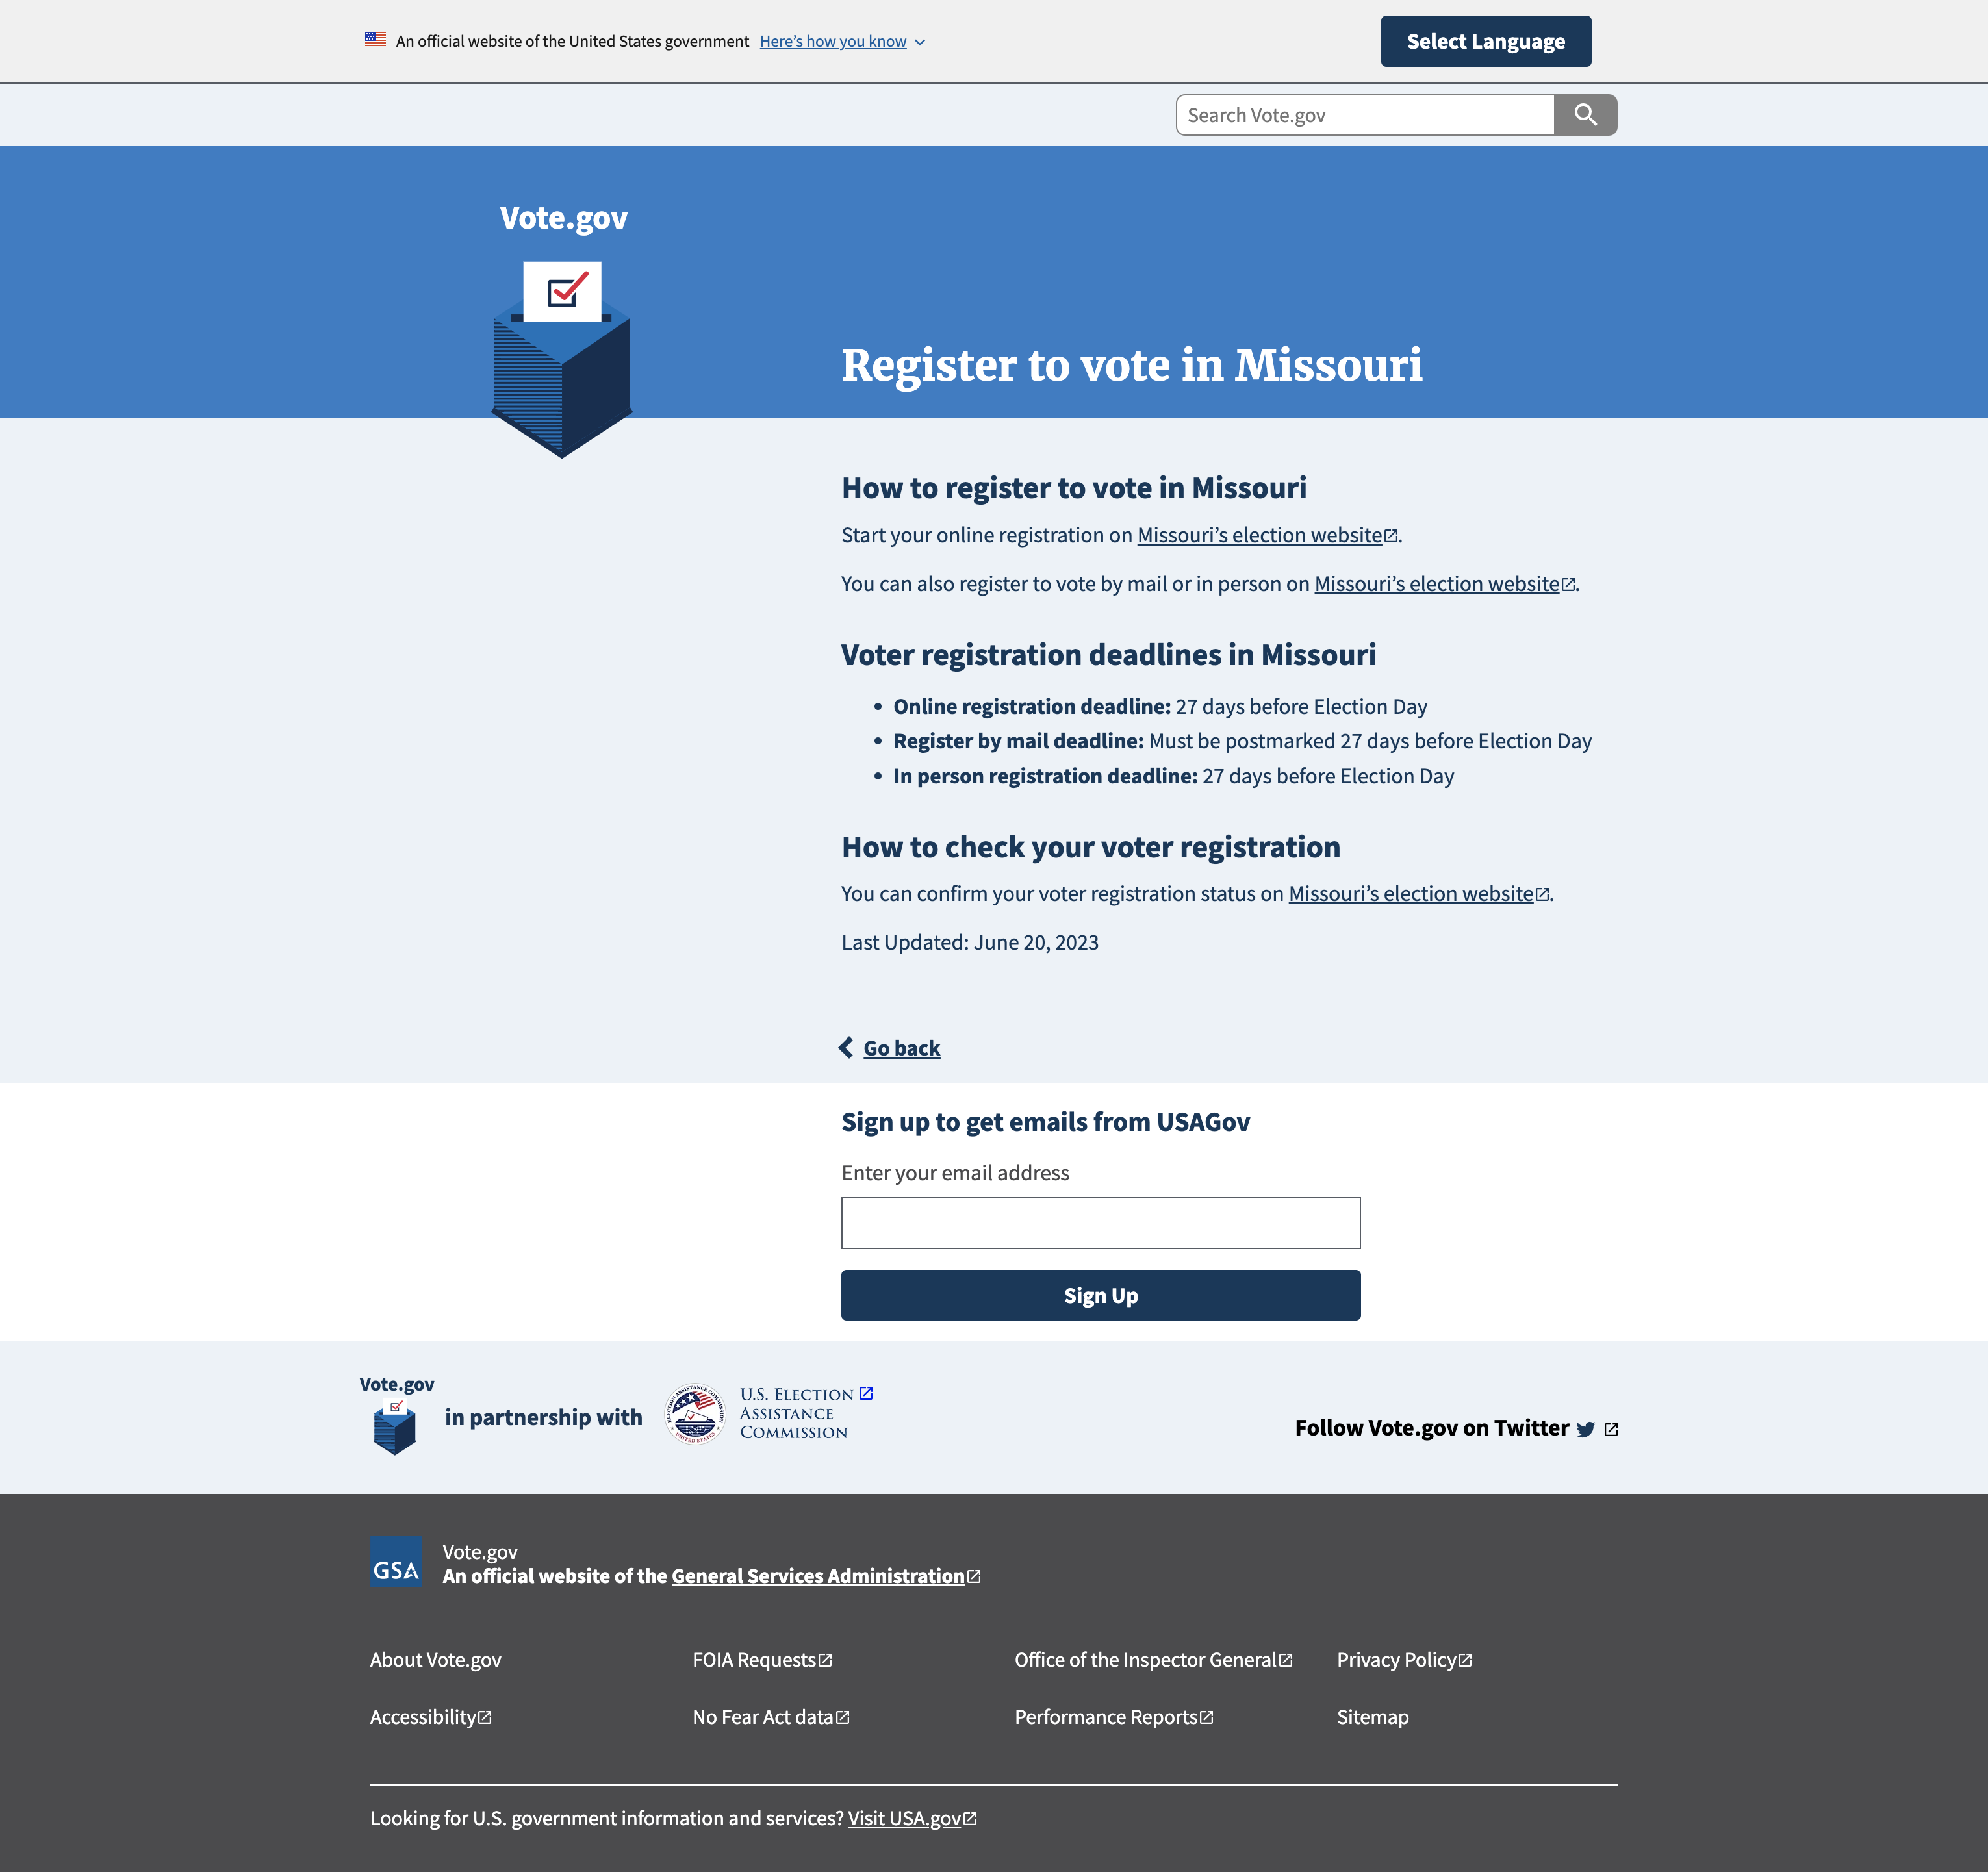 An official website of the United States government Here’s how you know
Select Language
Search Vote.gov
Vote.gov
Register to vote in Missouri
How to register to vote in Missouri
Start your online registration on Missouri’s election website.
You can also register to vote by mail or in person on Missouri’s election website.
Voter registration deadlines in Missouri
• Online registration deadline: 27 days before Election Day
• Register by mail deadline: Must be postmarked 27 days before Election Day
• In person registration deadline: 27 days before Election Day
How to check your voter registration
You can confirm your voter registration status on Missouri’s election website.
Last Updated: June 20, 2023
Go back
Sign up to get emails from USAGov
Enter your email address
Sign Up
Vote.gov
in partnership with
ELECTION ASSISTANCE COMMISSION
UNITED STATES
U.S. ELECTION
ASSISTANCE
COMMISSION
Follow Vote.gov on Twitter
GSA
Vote.gov
An official website of the General Services Administration
About Vote.gov FOIA Requests Office of the Inspector General Privacy Policy
Accessibility No Fear Act data Performance Reports Sitemap
Looking for U.S. government information and services? Visit USA.gov